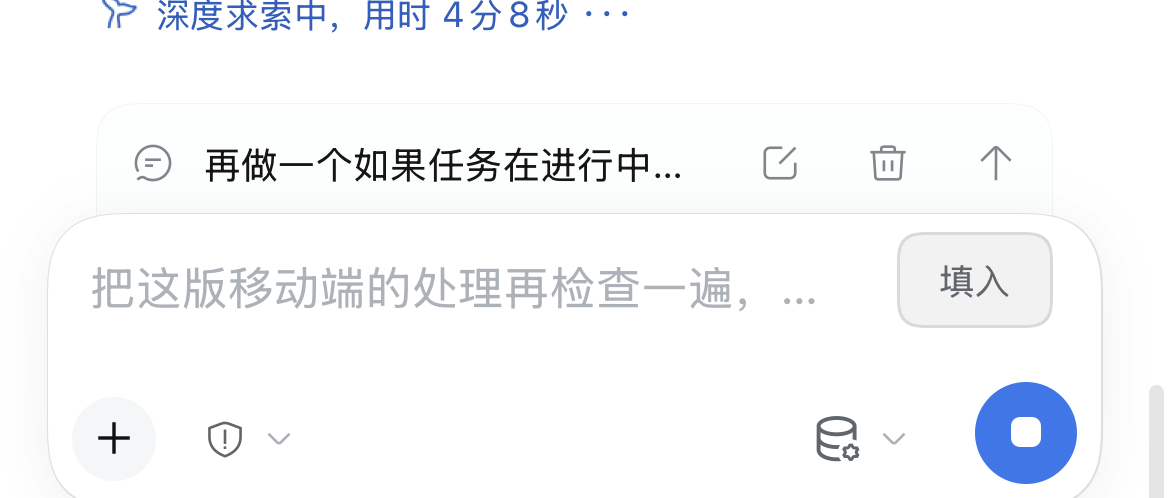 深度求索中，用时 4 分 8 秒 ···
再做一个如果任务在进行中...
把这版移动端的处理再检查一遍，...
填入